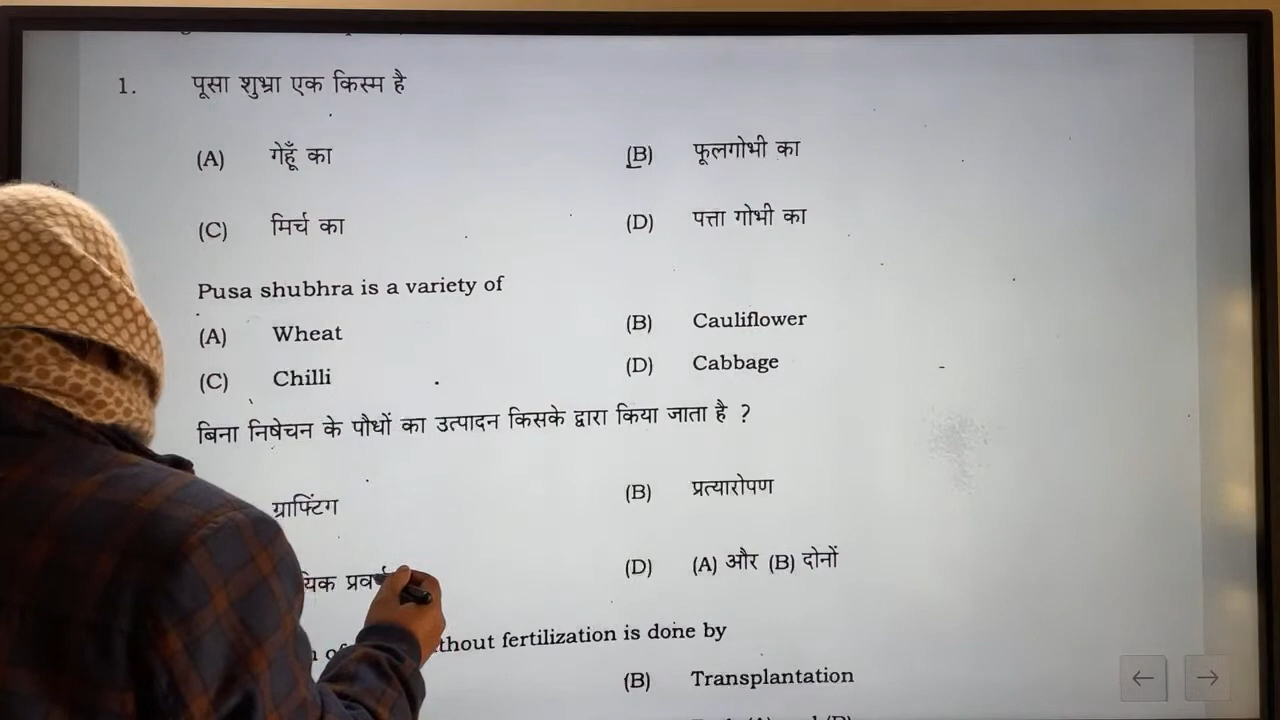 1. पूसा शुभ्रा एक किस्म है
(A) गेहूँ का (B) फूलगोभी का
(C) मिर्च का (D) पत्ता गोभी का
Pusa shubhra is a variety of
(A) Wheat (B) Cauliflower
(C) Chilli (D) Cabbage
बिना निषेचन के पौधों का उत्पादन किसके द्वारा किया जाता है ?
ग्राफ्टिंग (B) प्रत्यारोपण
(D) (A) और (B) दोनों
fertilization is done by
(B) Transplantation